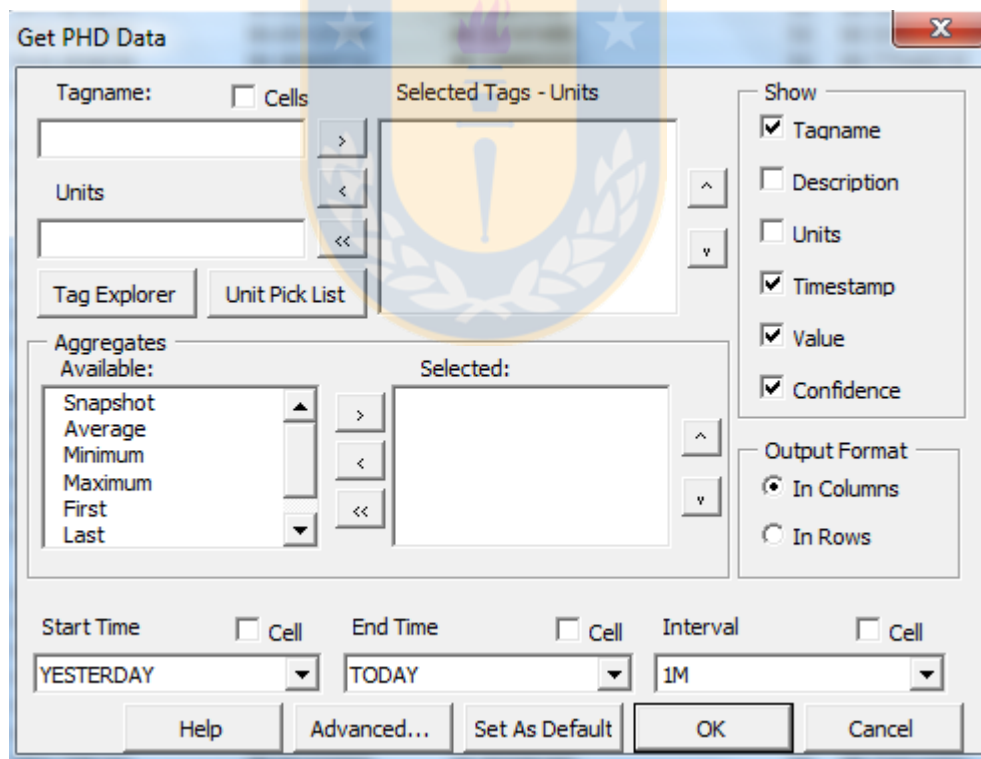 Get PHD Data
x
Tagname: Cells Selected Tags - Units Show
Tagname
>
Units < ^ Description
<< v Units
Tag Explorer Unit Pick List Timestamp
Value
Aggregates
Available: Selected: Confidence
Snapshot
Average >
Minimum < ^ Output Format
Maximum In Columns
First << v
Last In Rows
Start Time Cell End Time Cell Interval Cell
YESTERDAY TODAY 1M
Help Advanced... Set As Default OK Cancel